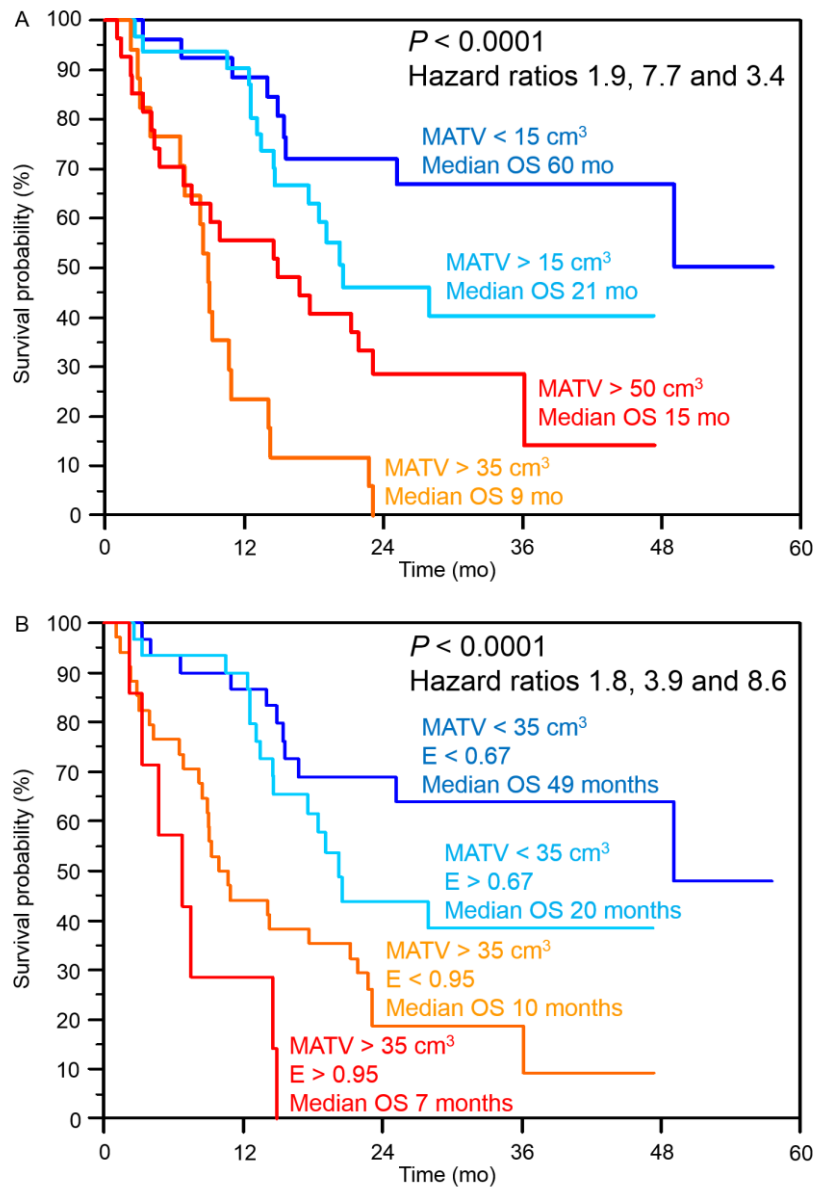 A
P < 0.0001
Hazard ratios 1.9, 7.7 and 3.4
MATV < 15 cm³
Median OS 60 mo
MATV > 15 cm³
Median OS 21 mo
MATV > 50 cm³
Median OS 15 mo
MATV > 35 cm³
Median OS 9 mo
Survival probability (%)
100
90
80
70
60
50
40
30
20
10
0
0 12 24 36 48 60
Time (mo)
B
P < 0.0001
Hazard ratios 1.8, 3.9 and 8.6
MATV < 35 cm³
E < 0.67
Median OS 49 months
MATV < 35 cm³
E > 0.67
Median OS 20 months
MATV > 35 cm³
E < 0.95
Median OS 10 months
MATV > 35 cm³
E > 0.95
Median OS 7 months
Survival probability (%)
100
90
80
70
60
50
40
30
20
10
0
0 12 24 36 48 60
Time (mo)